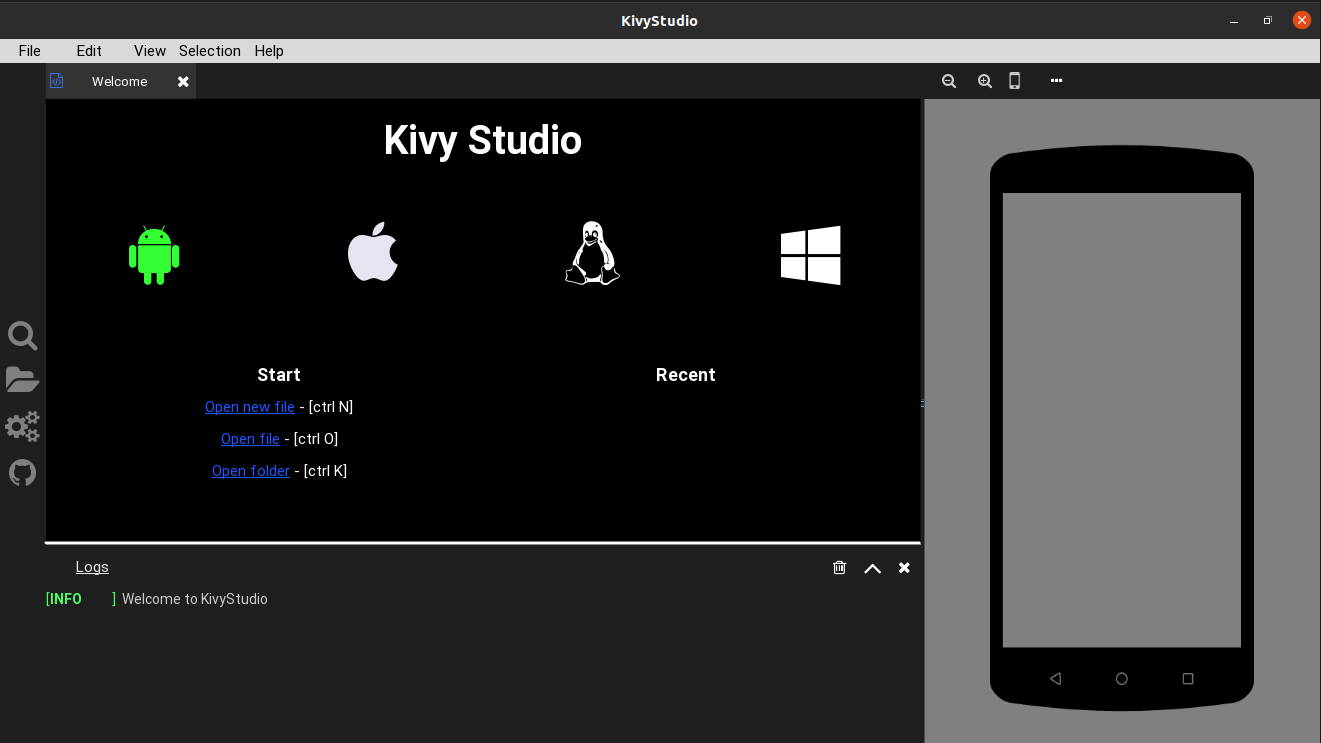 KivyStudio
File Edit View Selection Help
Welcome
Kivy Studio
Start
Open new file - [ctrl N]
Open file - [ctrl O]
Open folder - [ctrl K]
Recent
Logs
[INFO ] Welcome to KivyStudio